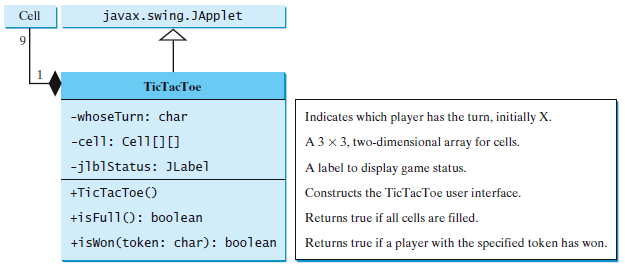 Cell
javax.swing.JApplet
9
1
TicTacToe
-whoseTurn: char
Indicates which player has the turn, initially X.
-cell: Cell[][]
A 3 × 3, two-dimensional array for cells.
-jlblStatus: JLabel
A label to display game status.
+TicTacToe()
Constructs the TicTacToe user interface.
+isFull(): boolean
Returns true if all cells are filled.
+isWon(token: char): boolean
Returns true if a player with the specified token has won.